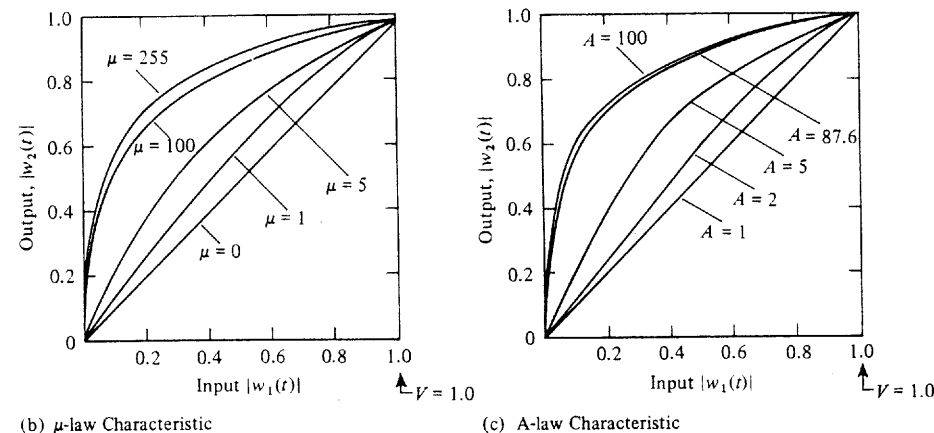 1.0
0.8
0.6
0.4
0.2
0
Output, |w₂(t)|
μ = 255
μ = 100
μ = 5
μ = 1
μ = 0
0.2
0.4
0.6
0.8
1.0
Input |w₁(t)|
V = 1.0
(b) μ-law Characteristic
1.0
0.8
0.6
0.4
0.2
0
Output, |w₂(t)|
A = 100
A = 87.6
A = 5
A = 2
A = 1
0.2
0.4
0.6
0.8
1.0
Input |w₁(t)|
V = 1.0
(c) A-law Characteristic